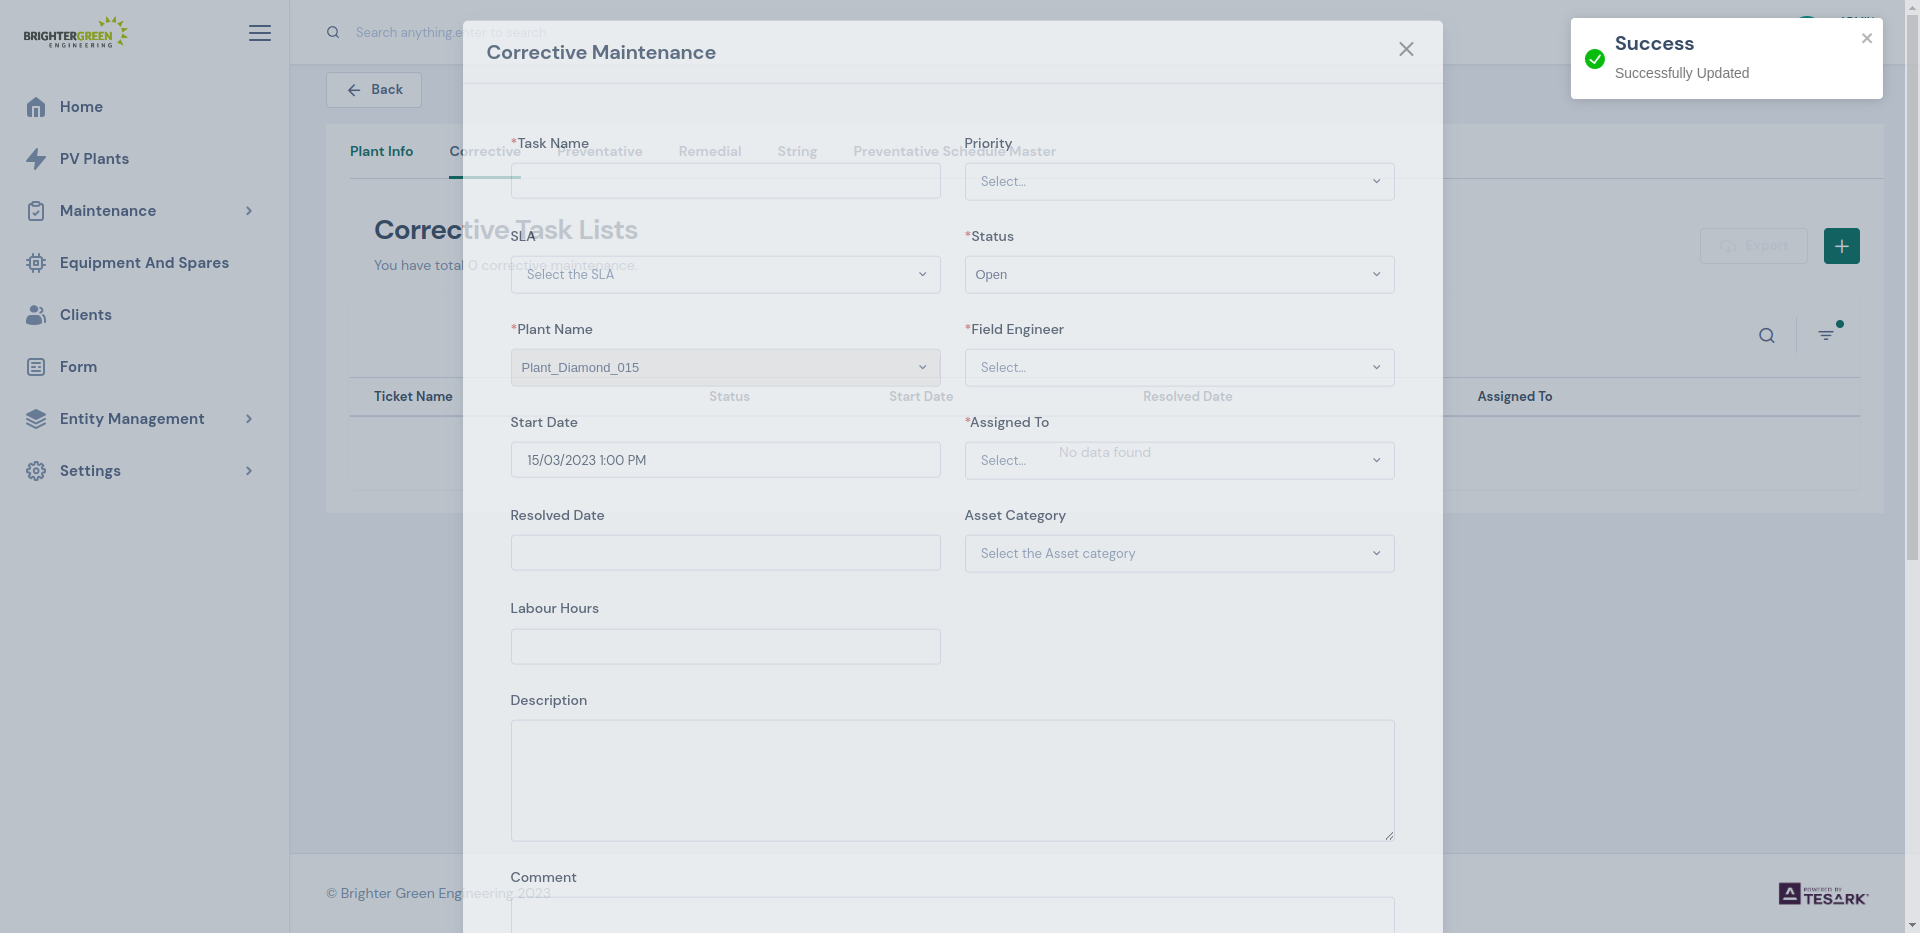 BRIGHTERGREEN
ENGINEERING
Home
PV Plants
Maintenance
Equipment And Spares
Clients
Form
Entity Management
Settings
Search anything.enter to search
Back
Plant Info
Corrective
Preventative
Remedial
String
Preventative Schedule Master
Corrective Task Lists
You have total 0 corrective maintenance.
Export
Ticket Name
Status
Start Date
Resolved Date
Assigned To
No data found
© Brighter Green Engineering 2023
POWERED BY
TESARK
Corrective Maintenance
*Task Name
Priority
Select...
SLA
Select the SLA
*Status
Open
*Plant Name
Plant_Diamond_015
*Field Engineer
Select...
Start Date
15/03/2023 1:00 PM
*Assigned To
Select...
Resolved Date
Asset Category
Select the Asset category
Labour Hours
Description
Comment
Success
Successfully Updated